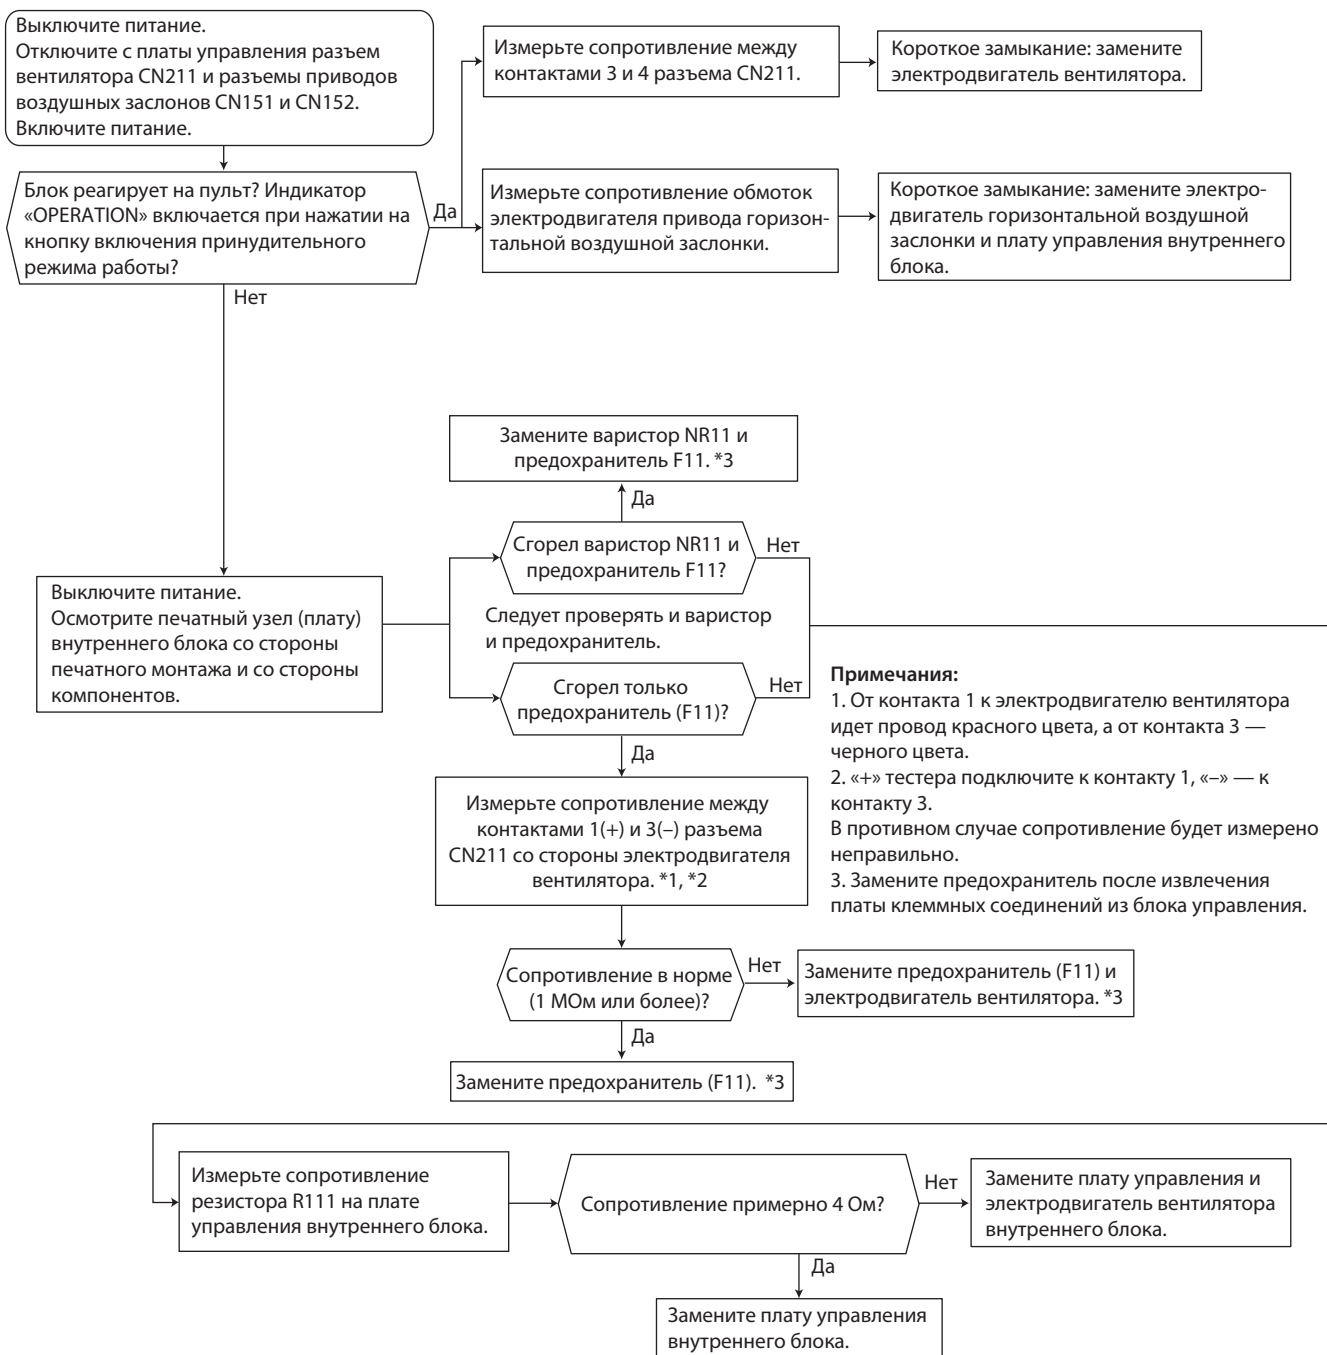 Выключите питание.
Отключите с платы управления разъем
вентилятора CN211 и разъемы приводов
воздушных заслонов CN151 и CN152.
Включите питание.
Измерьте сопротивление между
контактами 3 и 4 разъема CN211.
Короткое замыкание: замените
электродвигатель вентилятора.
Блок реагирует на пульт? Индикатор
«OPERATION» включается при нажатии на
кнопку включения принудительного
режима работы?
Да
Измерьте сопротивление обмоток
электродвигателя привода горизон-
тальной воздушной заслонки.
Короткое замыкание: замените электро-
двигатель горизонтальной воздушной
заслонки и плату управления внутреннего
блока.
Нет
Замените варистор NR11 и
предохранитель F11. *3
Да
Сгорел варистор NR11 и
предохранитель F11?
Нет
Выключите питание.
Осмотрите печатный узел (плату)
внутреннего блока со стороны
печатного монтажа и со стороны
компонентов.
Следует проверять и варистор
и предохранитель.
Сгорел только
предохранитель (F11)?
Нет
Да
Примечания:
1. От контакта 1 к электродвигателю вентилятора
идет провод красного цвета, а от контакта 3 —
черного цвета.
2. «+» тестера подключите к контакту 1, «–» — к
контакту 3.
В противном случае сопротивление будет измерено
неправильно.
3. Замените предохранитель после извлечения
платы клеммных соединений из блока управления.
Измерьте сопротивление между
контактами 1(+) и 3(–) разъема
CN211 со стороны электродвигателя
вентилятора. *1, *2
Сопротивление в норме
(1 МОм или более)?
Нет
Замените предохранитель (F11) и
электродвигатель вентилятора. *3
Да
Замените предохранитель (F11). *3
Измерьте сопротивление
резистора R111 на плате
управления внутреннего блока.
Сопротивление примерно 4 Ом?
Нет
Замените плату управления и
электродвигатель вентилятора
внутреннего блока.
Да
Замените плату управления
внутреннего блока.